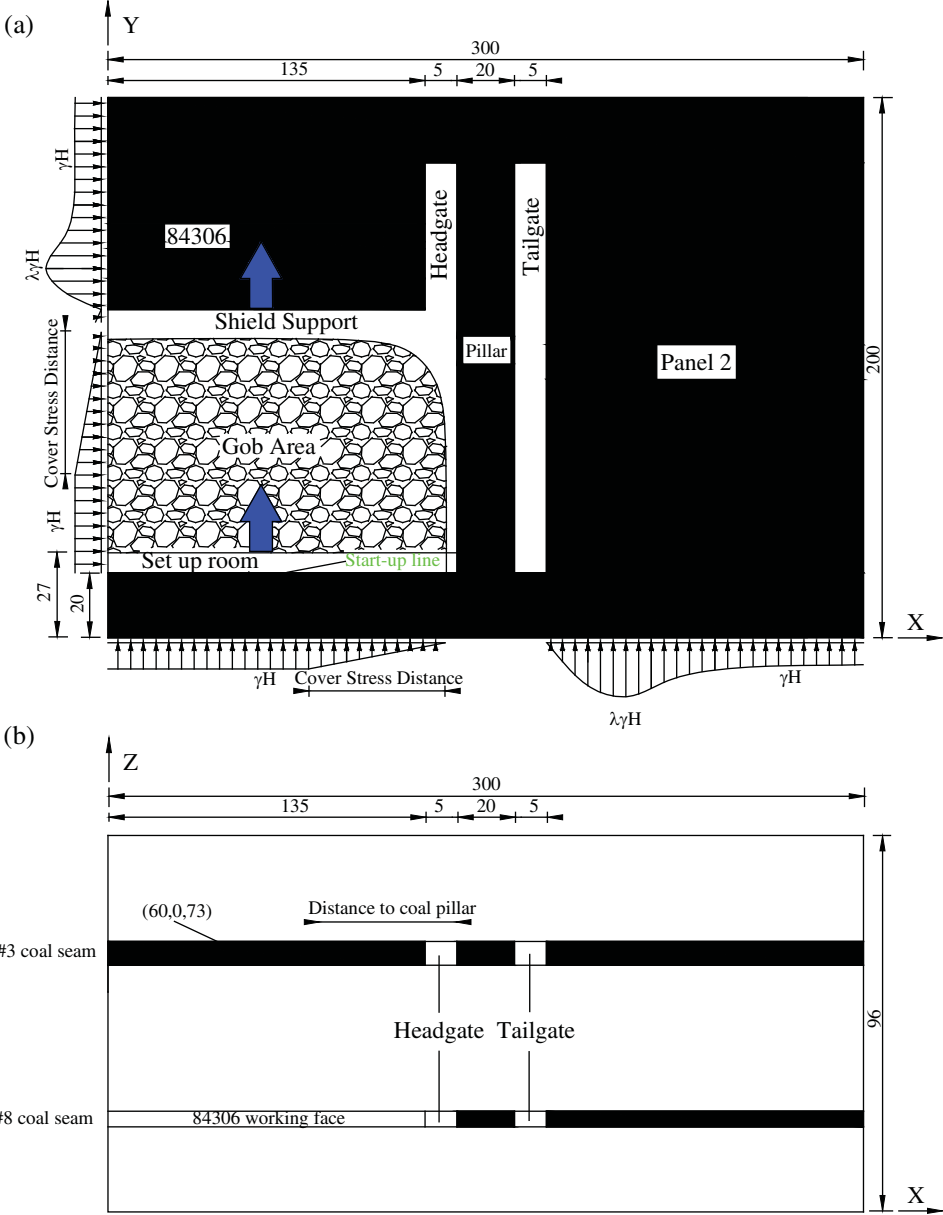 (a)
Y
300
135
5
20
5
γH
λγH
Cover Stress Distance
γH
27
20
84306
Headgate
Tailgate
Shield Support
Pillar
Panel 2
200
Gob Area
Set up room
Start-up line
X
γH
Cover Stress Distance
λγH
γH
(b)
Z
300
135
5
20
5
(60,0,73)
Distance to coal pillar
#3 coal seam
Headgate
Tailgate
96
#8 coal seam
84306 working face
X